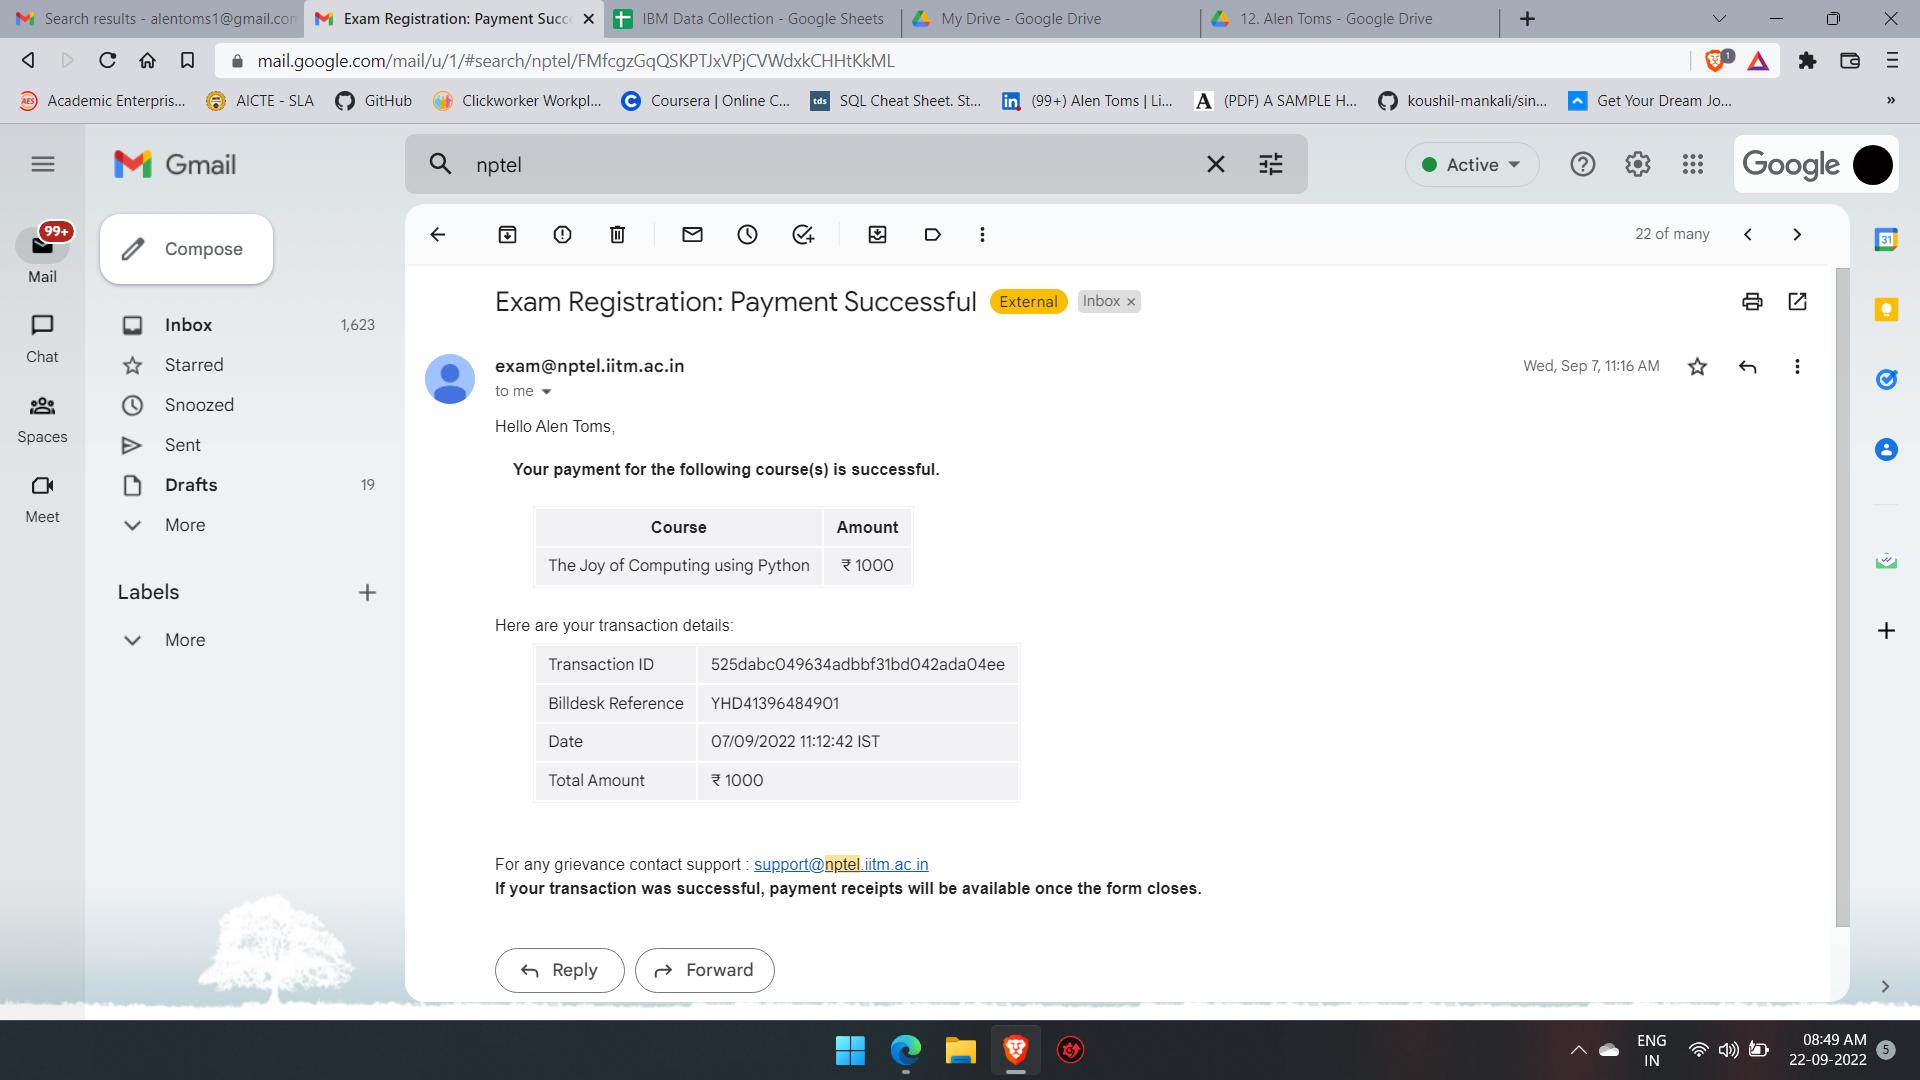 Search results - alentoms1@gmail.con
Exam Registration: Payment Succ
IBM Data Collection - Google Sheets
My Drive - Google Drive
12. Alen Toms - Google Drive
mail.google.com/mail/u/1/#search/nptel/FMfcgzGqQSKPTJxVPjCVWdxkCHHtKkML
1
Academic Enterpris...
AICTE - SLA
GitHub
Clickworker Workpl...
Coursera | Online C...
tds SQL Cheat Sheet. St...
in (99+) Alen Toms | Li...
A (PDF) A SAMPLE H...
koushil-mankali/sin...
Get Your Dream Jo...
»
Gmail
nptel
Active
Google
99+
Mail
Chat
Spaces
Meet
Compose
Inbox 1,623
Starred
Snoozed
Sent
Drafts 19
More
Labels
More
22 of many
Exam Registration: Payment Successful External Inbox ×
exam@nptel.iitm.ac.in
Wed, Sep 7, 11:16 AM
to me
Hello Alen Toms,
Your payment for the following course(s) is successful.
Course Amount
The Joy of Computing using Python ₹ 1000
Here are your transaction details:
Transaction ID 525dabc049634adbbf31bd042ada04ee
Billdesk Reference YHD41396484901
Date 07/09/2022 11:12:42 IST
Total Amount ₹ 1000
For any grievance contact support : support@nptel.iitm.ac.in
If your transaction was successful, payment receipts will be available once the form closes.
Reply
Forward
31
ENG
IN
08:49 AM
22-09-2022
5